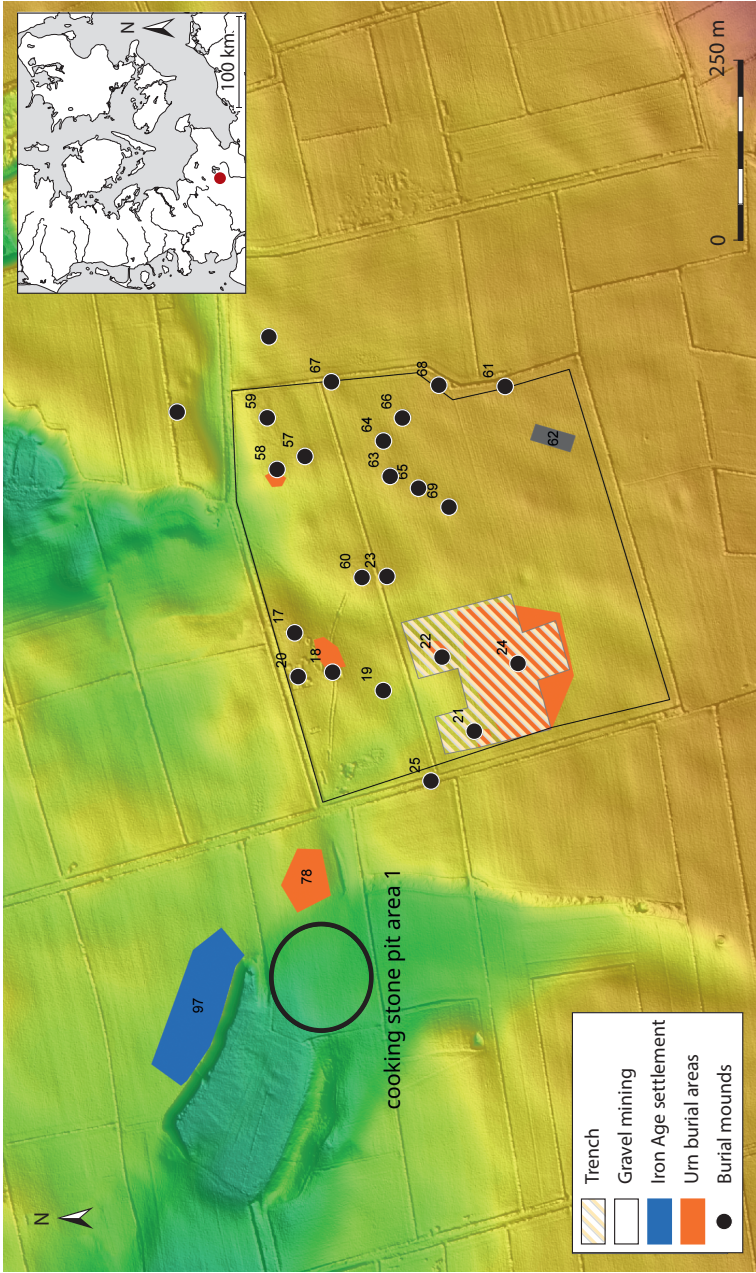 N
100 km.
N
97
78
cooking stone pit area 1
25
20
17
18
19
21
22
24
60
23
58
59
57
67
64
66
63
65
69
68
61
62
Trench
Gravel mining
Iron Age settlement
Urn burial areas
Burial mounds
0
250 m